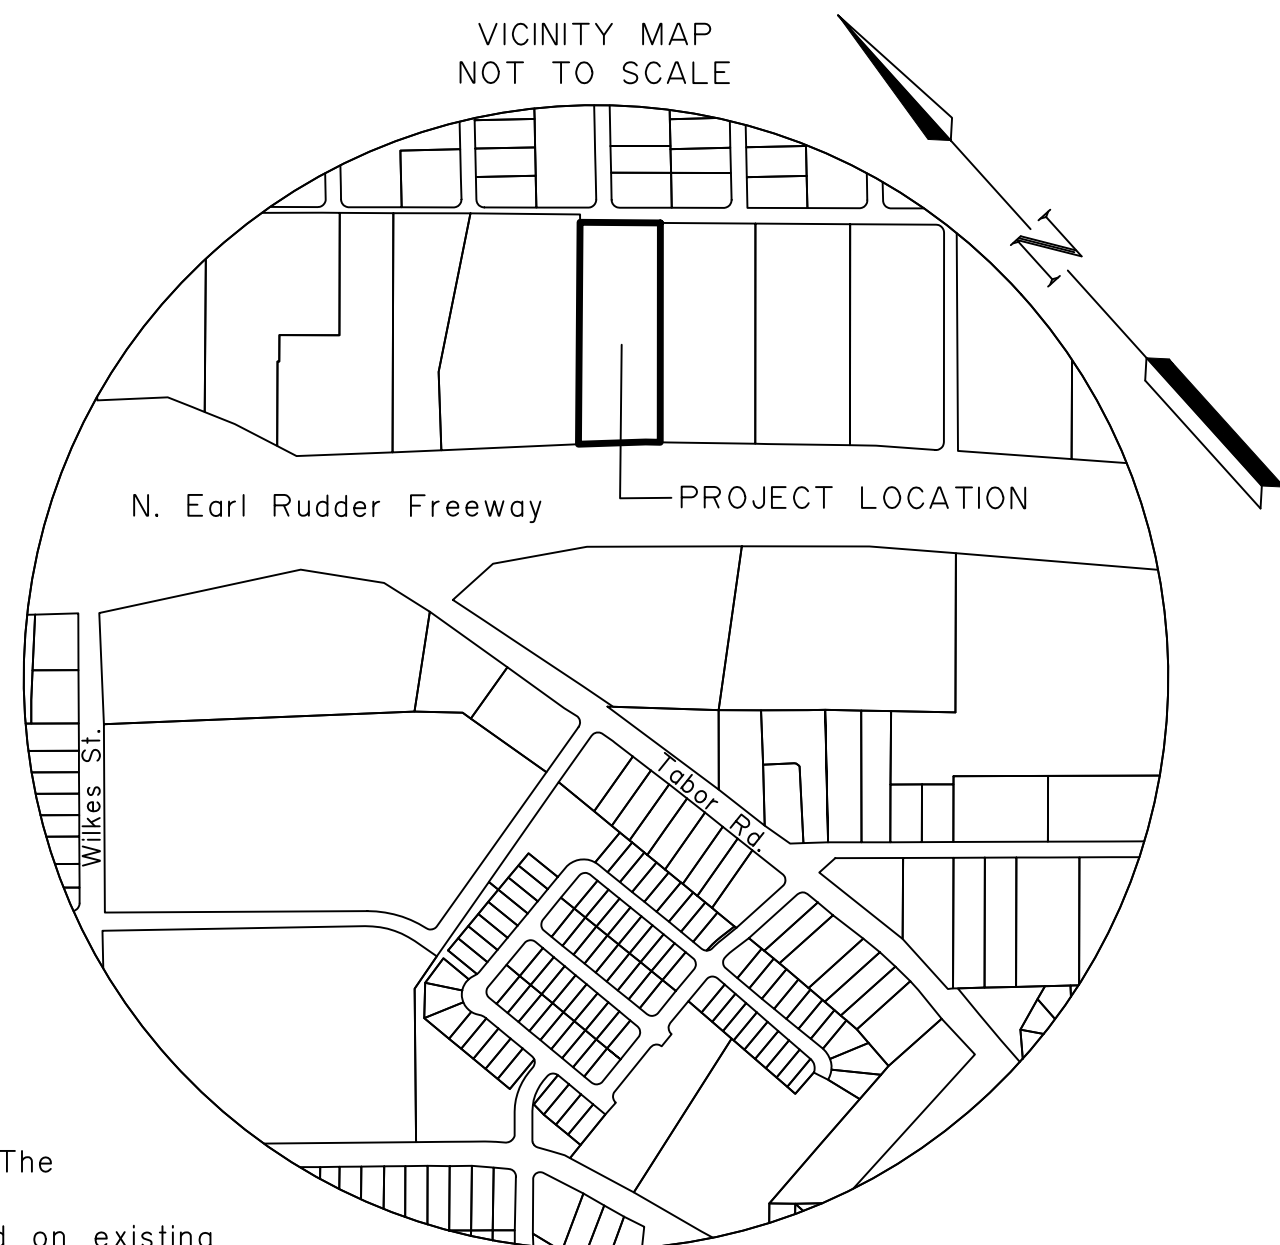 VICINITY MAP
NOT TO SCALE
N
N. Earl Rudder Freeway
PROJECT LOCATION
Wilkes St.
Tabor Rd.
The
on existing